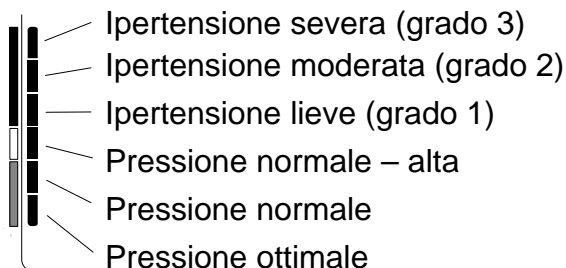 Ipertensione severa (grado 3)
Ipertensione moderata (grado 2)
Ipertensione lieve (grado 1)
Pressione normale – alta
Pressione normale
Pressione ottimale